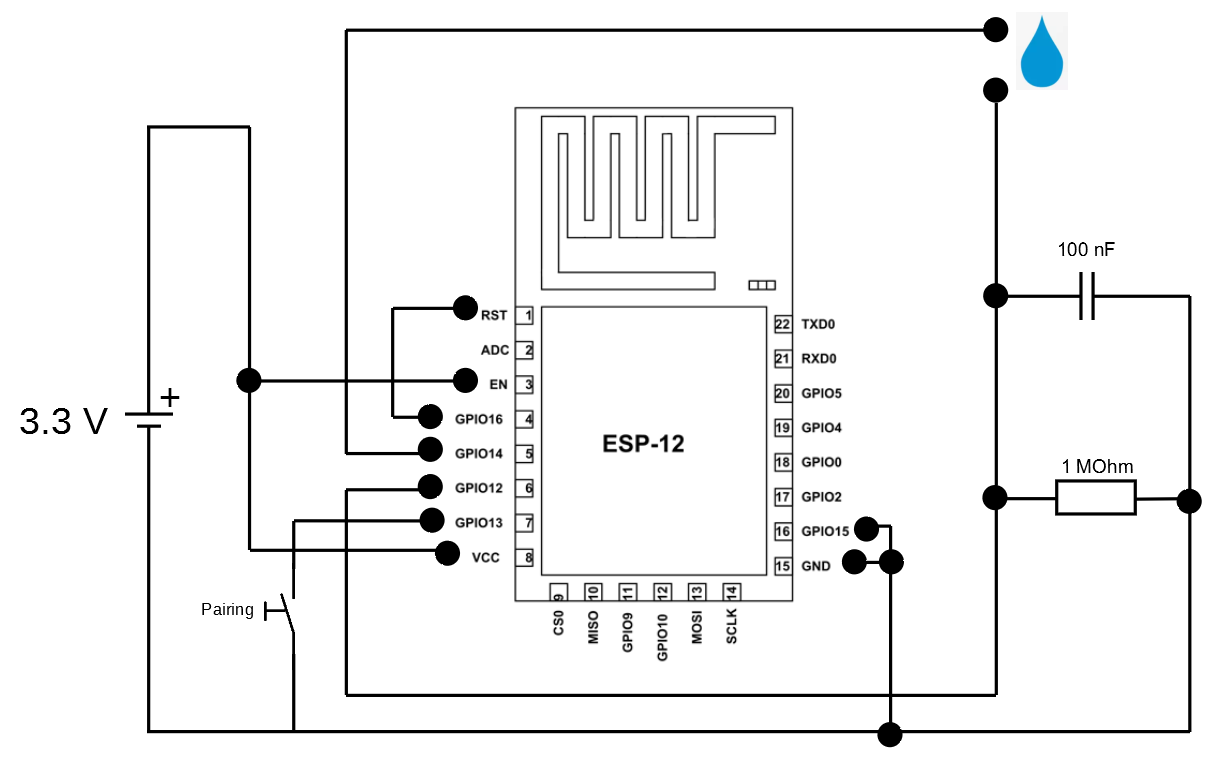 100 nF
RST 1
22 TXD0
ADC 2
21 RXD0
EN 3
20 GPIO5
+
3.3 V
GPIO16 4
19 GPIO4
ESP-12
GPIO14 5
18 GPIO0
1 MOhm
GPIO12 6
17 GPIO2
GPIO13 7
16 GPIO15
VCC 8
15 GND
Pairing
9 CS0
10 MISO
11 GPIO9
12 GPIO10
13 MOSI
14 SCLK